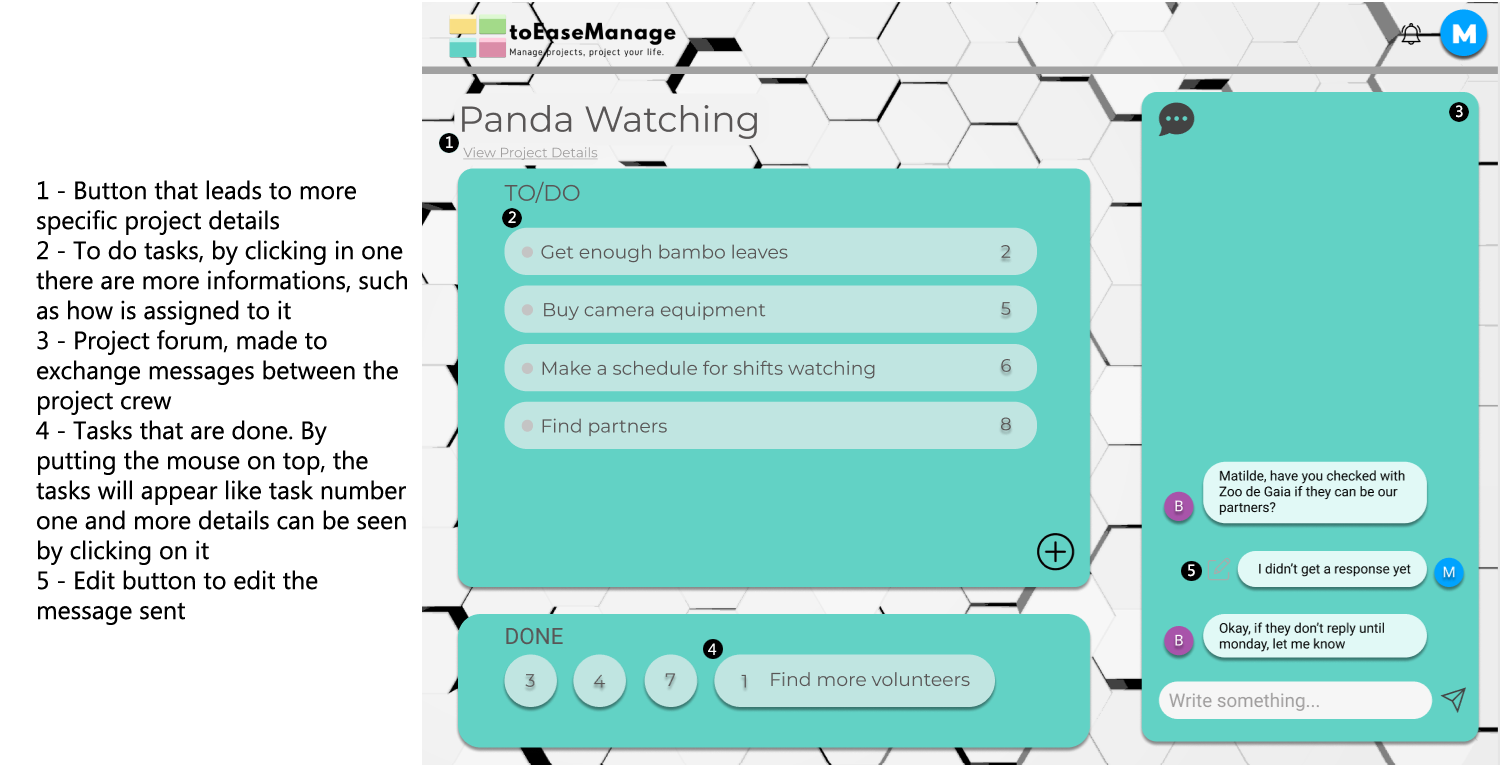 1 - Button that leads to more
specific project details
2 - To do tasks, by clicking in one
there are more informations, such
as how is assigned to it
3 - Project forum, made to
exchange messages between the
project crew
4 - Tasks that are done. By
putting the mouse on top, the
tasks will appear like task number
one and more details can be seen
by clicking on it
5 - Edit button to edit the
message sent
toEaseManage
Manage projects, project your life.
M
Panda Watching
1
View Project Details
TO/DO
2
Get enough bambo leaves 2
Buy camera equipment 5
Make a schedule for shifts watching 6
Find partners 8
DONE
4
3 4 7 1 Find more volunteers
3
B
Matilde, have you checked with
Zoo de Gaia if they can be our
partners?
5
I didn't get a response yet
M
B
Okay, if they don't reply until
monday, let me know
Write something...